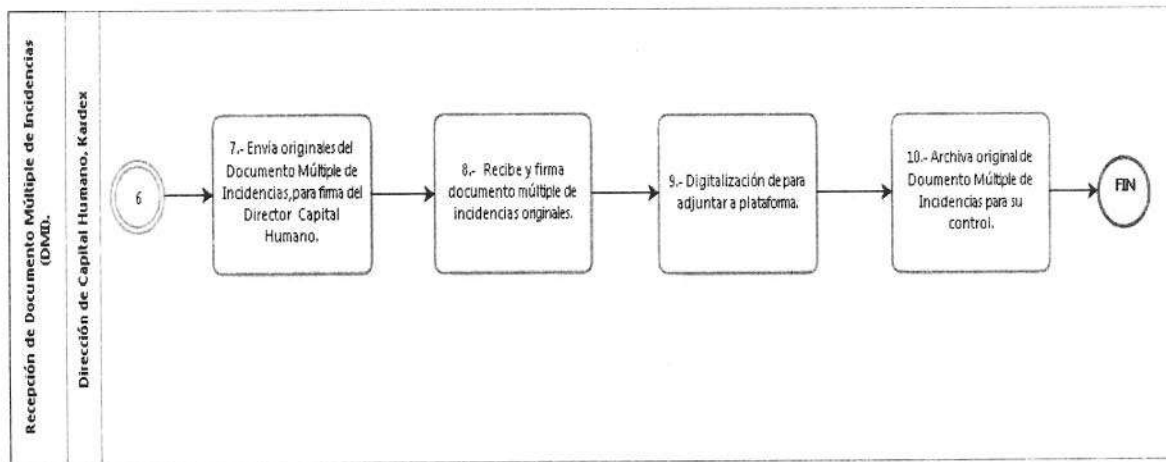 Recepción de Documento Múltiple de Incidencias
(DMI).
Dirección de Capital Humano, Kardex
6
7.- Envía originales del
Documento Múltiple de
Incidencias,para firma del
Director Capital
Humano.
8.- Recibe y firma
documento múltiple de
incidencias originales.
9.- Digitalización de para
adjuntar a plataforma.
10.- Archiva original de
Doumento Múltiple de
Incidencias para su
control.
FIN